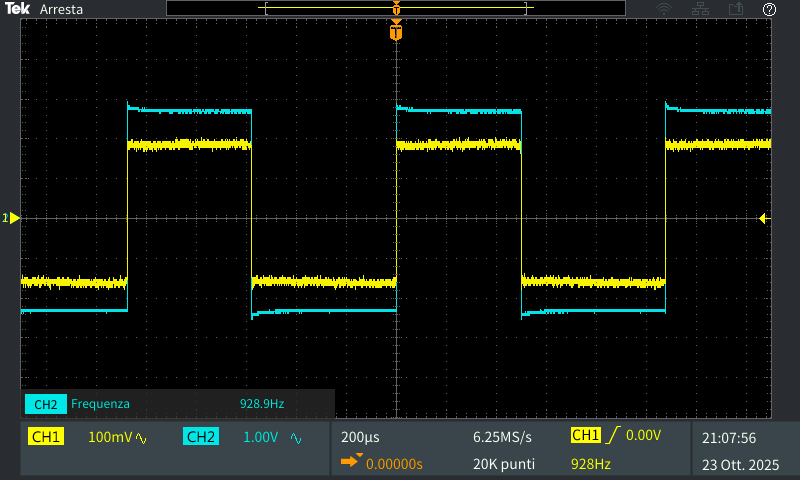 Tek Arresta
T
T
1
CH2 Frequenza 928.9Hz
CH1 100mV CH2 1.00V 200µs 6.25MS/s CH1 0.00V 21:07:56
0.00000s 20K punti 928Hz 23 Ott. 2025